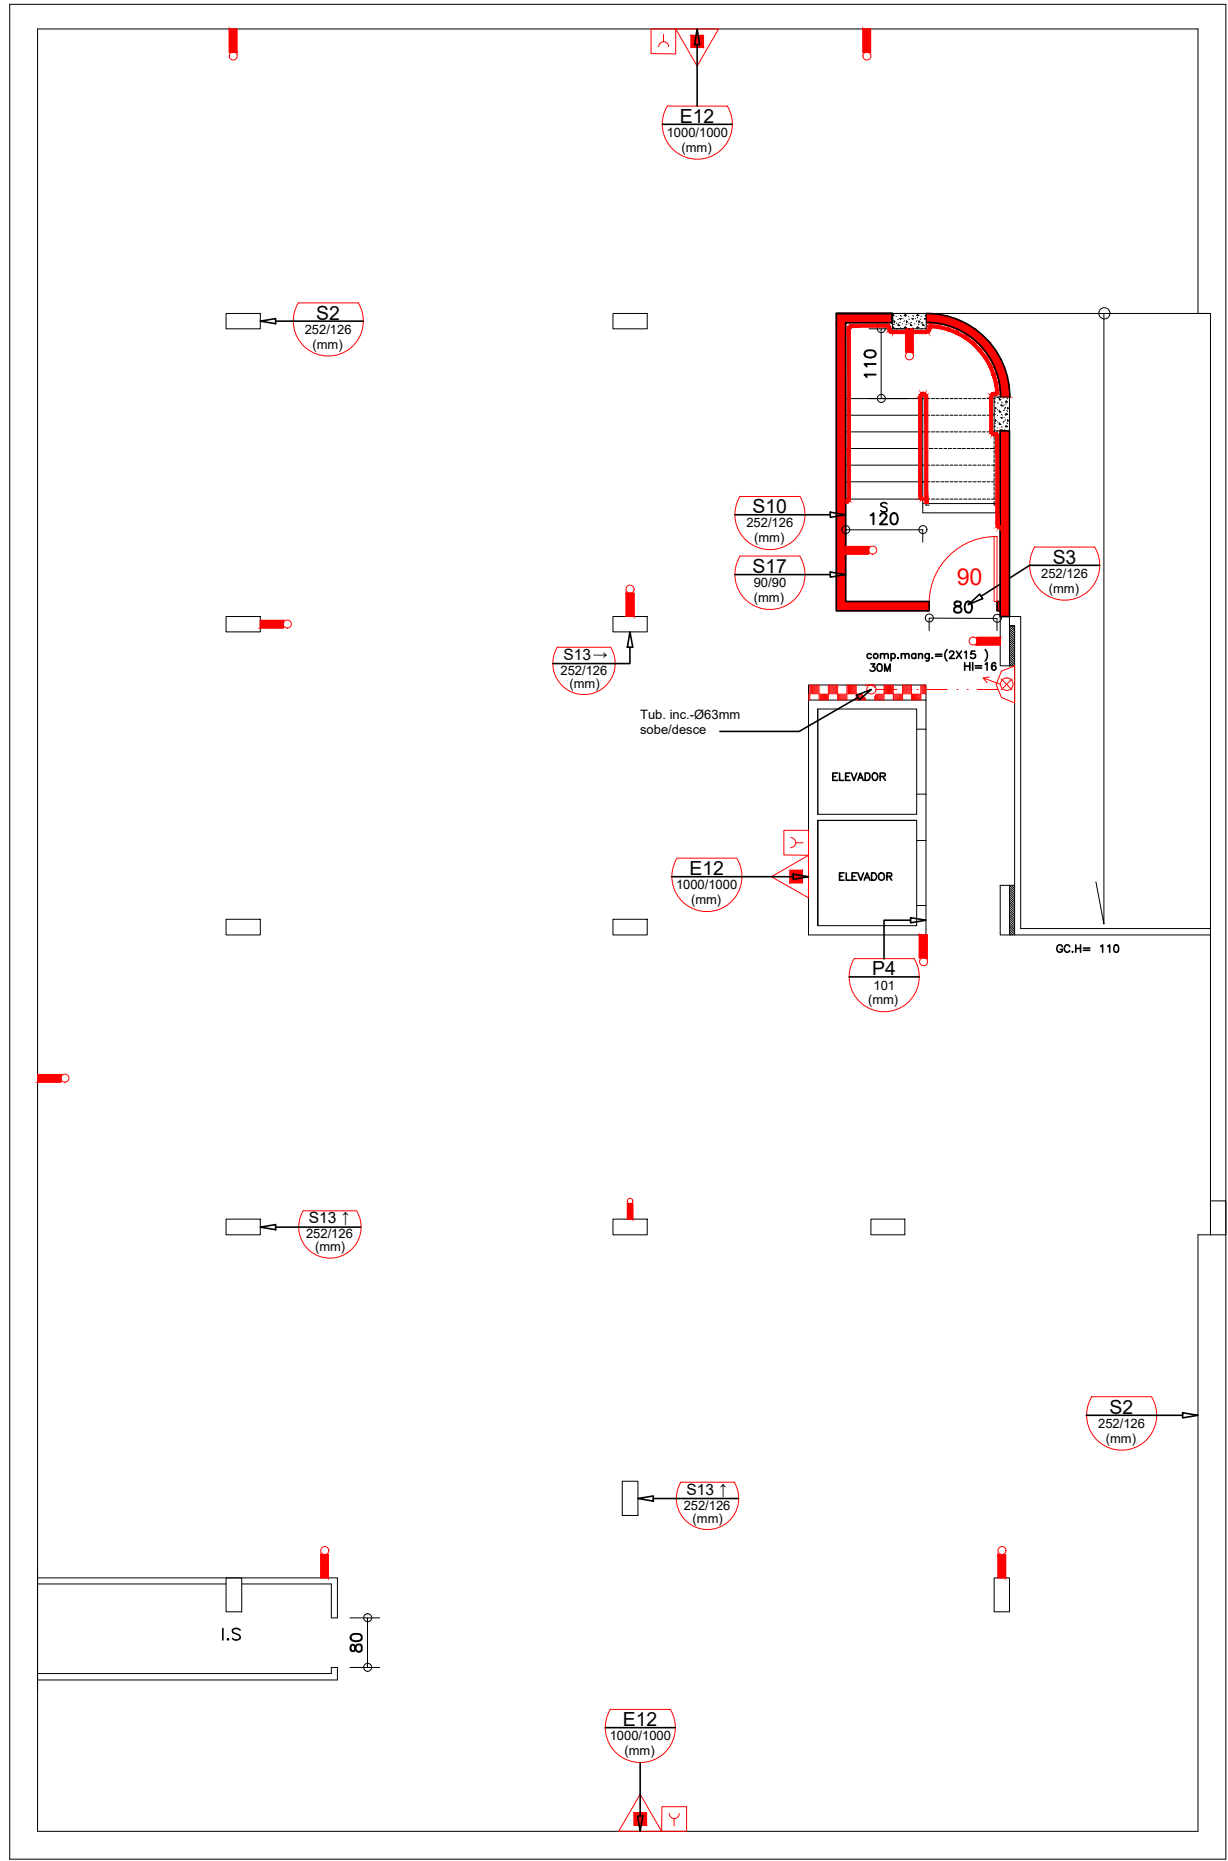 E12
1000/1000
(mm)
S2
252/126
(mm)
110
S10
252/126
(mm)
S
120
S17
90/90
(mm)
90
S3
252/126
(mm)
80
S13→
252/126
(mm)
comp.mang.=(2X15 )
30M
HI=16
Tub. inc.-Ø63mm
sobe/desce
ELEVADOR
E12
1000/1000
(mm)
ELEVADOR
GC.H= 110
P4
101
(mm)
S13 ↑
252/126
(mm)
S2
252/126
(mm)
S13 ↑
252/126
(mm)
I.S
80
E12
1000/1000
(mm)